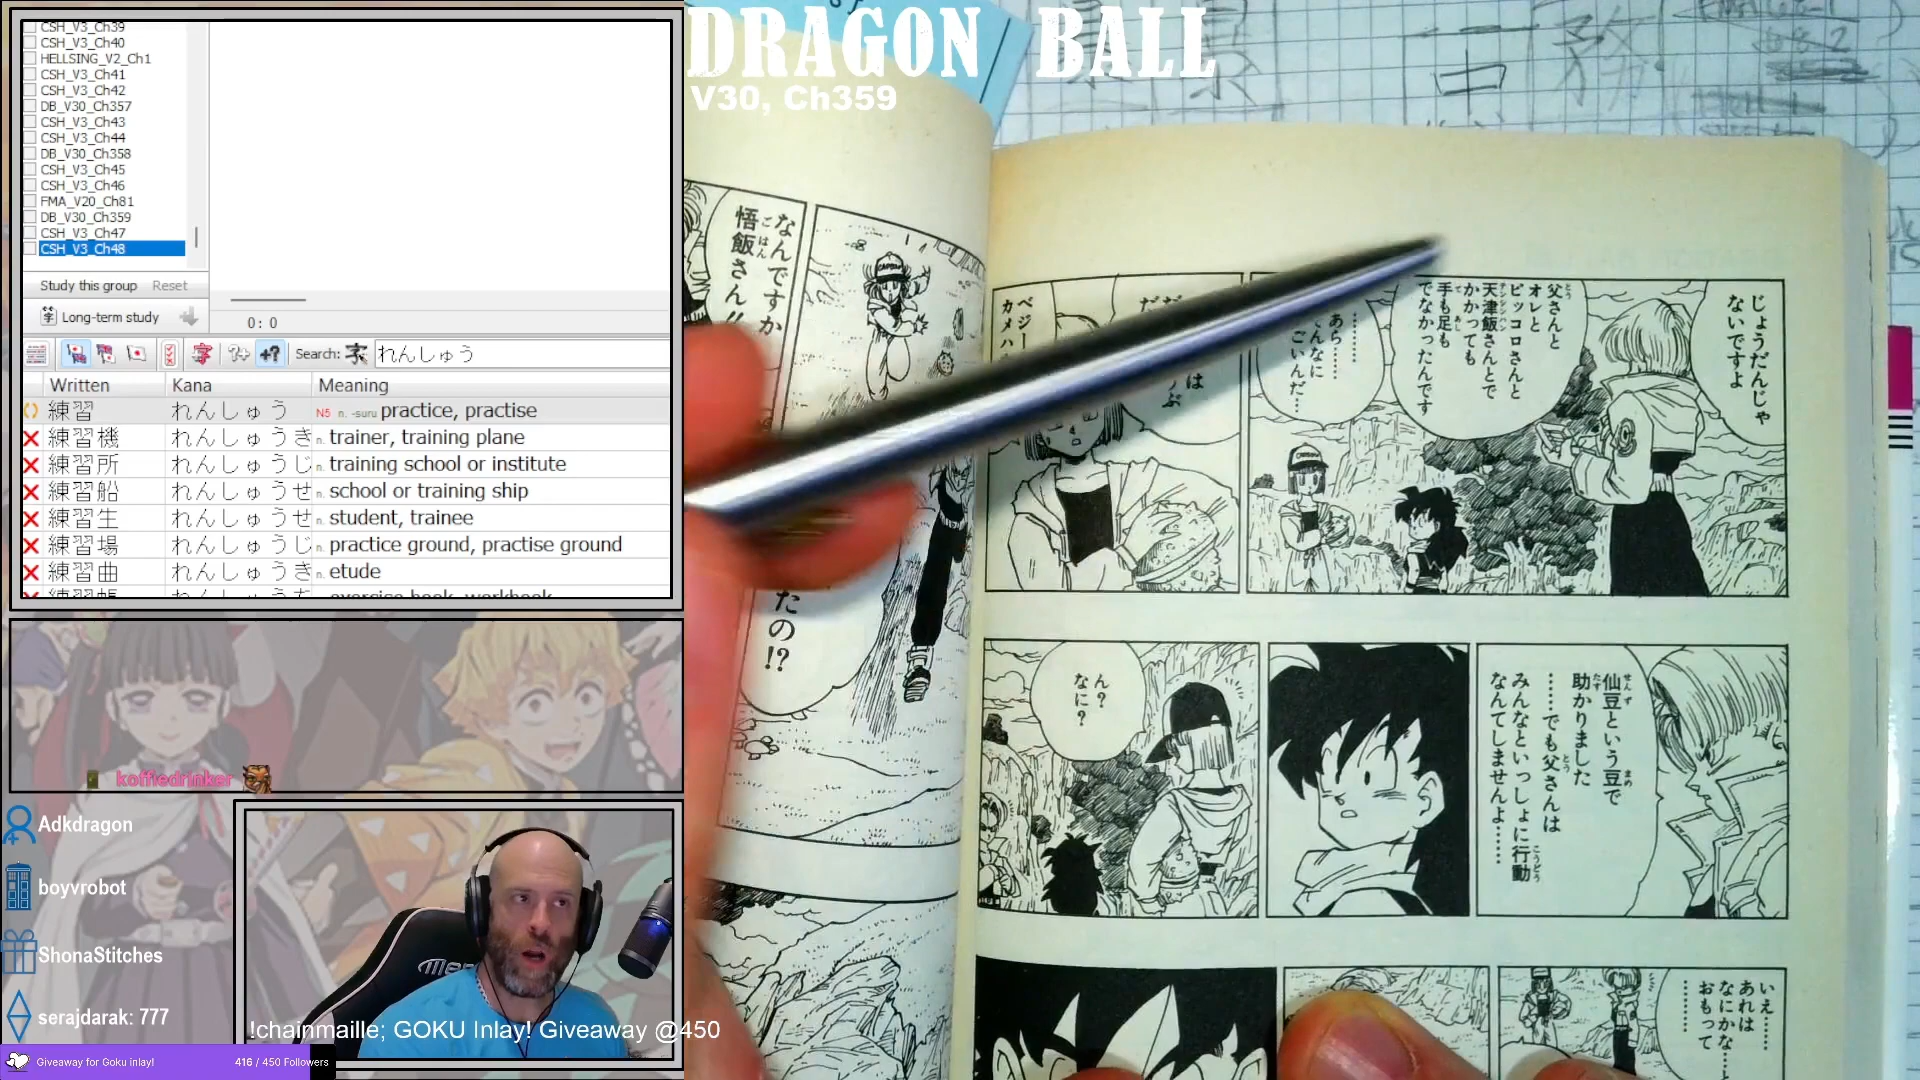 CSH_V3_Ch39
CSH_V3_Ch40
HELLSING_V2_Ch1
CSH_V3_Ch41
CSH_V3_Ch42
DB_V30_Ch357
CSH_V3_Ch43
CSH_V3_Ch44
DB_V30_Ch358
CSH_V3_Ch45
CSH_V3_Ch46
FMA_V20_Ch81
DB_V30_Ch359
CSH_V3_Ch47
CSH_V3_Ch48
Study this group Reset
Long-term study
0: 0
Search: れんしゅう
Written Kana Meaning
練習 れんしゅう N5 n. -suru practice, practise
練習機 れんしゅうき n. trainer, training plane
練習所 れんしゅうじ n. training school or institute
練習船 れんしゅうせ n. school or training ship
練習生 れんしゅうせ n. student, trainee
練習場 れんしゅうじ n. practice ground, practise ground
練習曲 れんしゅうき n. etude
koffiedrinker
Adkdragon
boyvrobot
ShonaStitches
serajdarak: 777
!chainmaille; GOKU Inlay! Giveaway @450
Giveaway for Goku inlay! 416 / 450 Followers
DRAGON BALL
V30, Ch359
じょうだんじゃ
ないですよ
父さんと
オレと
ピッコロさんと
天津飯さんとで
かかっても
手も足も
でなかったんです
あら………
ごいんだ…
なんですか
悟飯さん!!
たの!?
仙豆という豆で
助かりました
……でも父さんは
みんなといっしょに行動
なんてしませんよ……
ん?
なに?
いえ……
あれは
なにかな…
おもって
………
CAPSULE